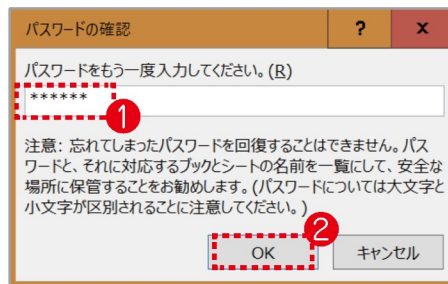 パスワードの確認 ? x
パスワードをもう一度入力してください。(R)
******
1
注意: 忘れてしまったパスワードを回復することはできません。パス
ワードと、それに対応するブックとシートの名前を一覧にして、安全な
場所に保管することをお勧めします。(パスワードについては大文字と
小文字が区別されることに注意してください。)
2
OK キャンセル